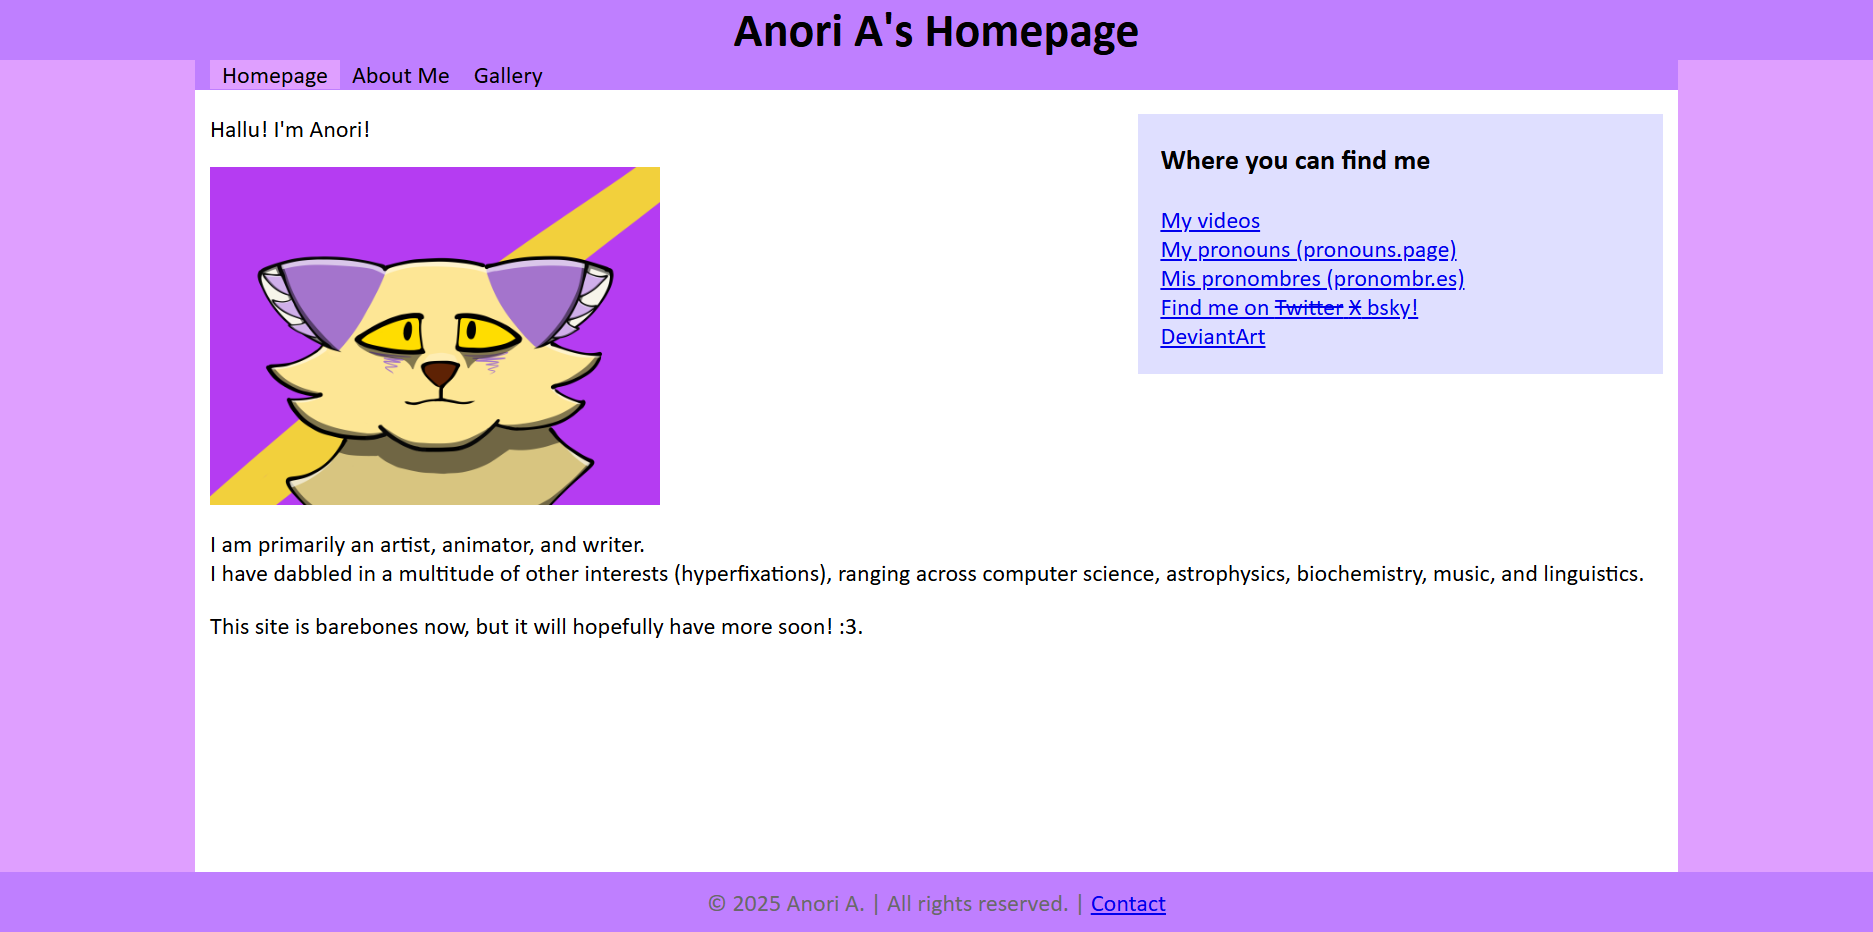 Anori A's Homepage
Homepage About Me Gallery
Hallu! I'm Anori!
Where you can find me
My videos
My pronouns (pronouns.page)
Mis pronombres (pronombr.es)
Find me on Twitter X bsky!
DeviantArt
I am primarily an artist, animator, and writer.
I have dabbled in a multitude of other interests (hyperfixations), ranging across computer science, astrophysics, biochemistry, music, and linguistics.
This site is barebones now, but it will hopefully have more soon! :3.
© 2025 Anori A. | All rights reserved. | Contact